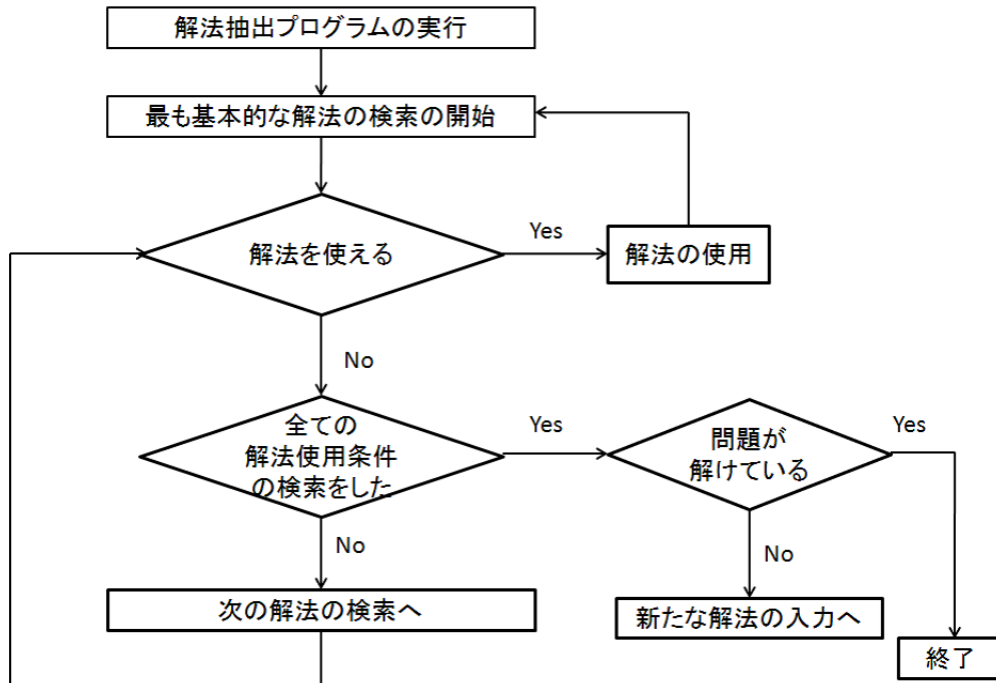 解法抽出プログラムの実行
最も基本的な解法の検索の開始
解法を使える
Yes
解法の使用
No
全ての
解法使用条件
の検索をした
Yes
問題が
解けている
Yes
No
No
次の解法の検索へ
新たな解法の入力へ
終了